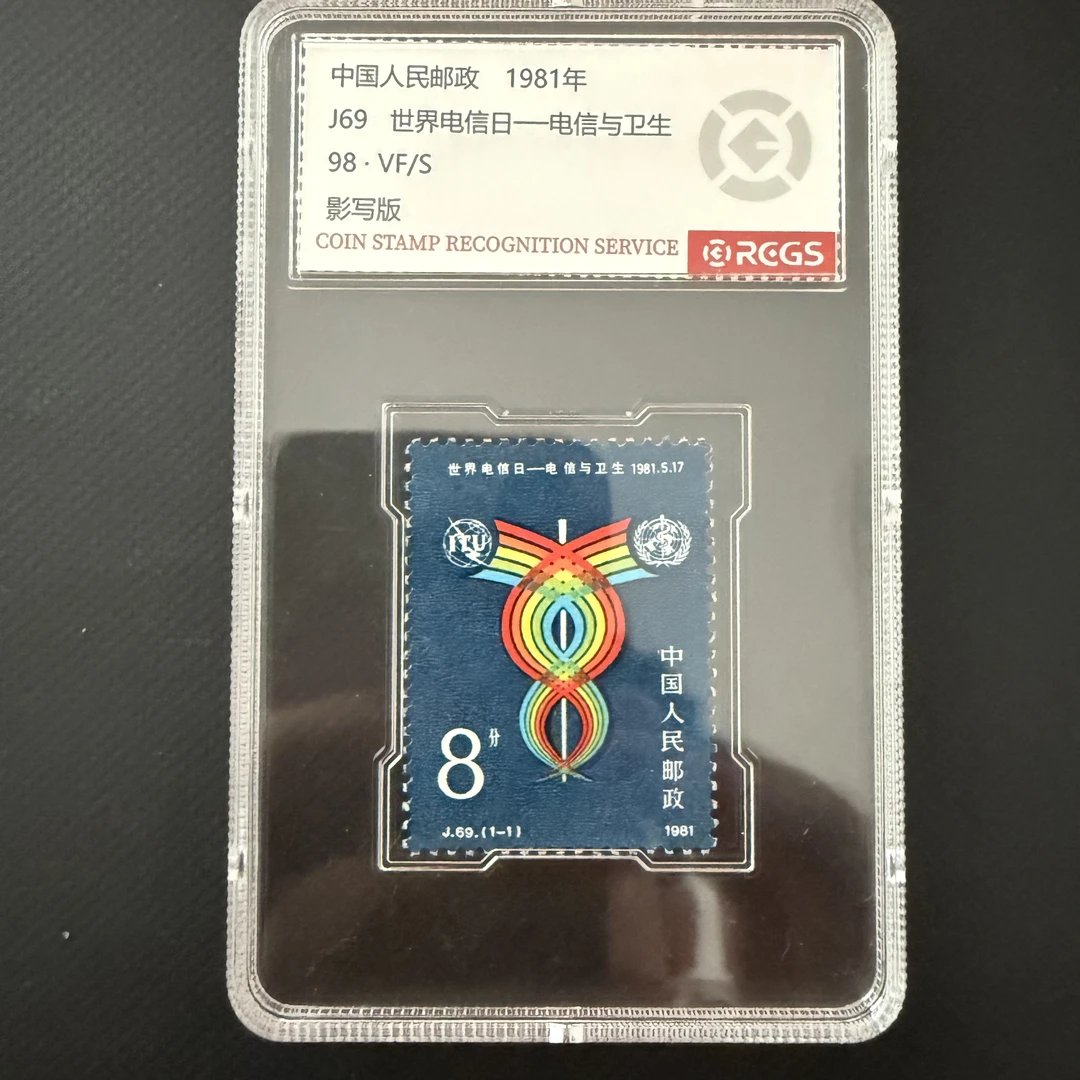 中国人民邮政 1981年
J69 世界电信日——电信与卫生
98 · VF/S
影写版
COIN STAMP RECOGNITION SERVICE
RCGS
世界电信日—电信与卫生 1981.5.17
ITU
中国人民邮政
8分
J.69.(1-1)
1981